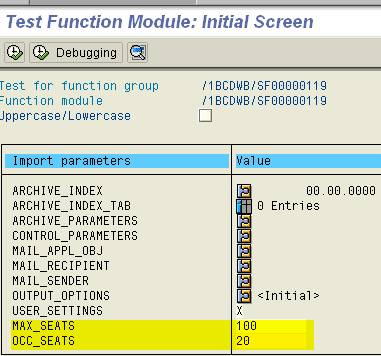 Test Function Module: Initial Screen
Debugging
Test for function group /1BCDWB/SF00000119
Function module /1BCDWB/SF00000119
Uppercase/Lowercase
Import parameters Value
ARCHIVE_INDEX 00.00.0000
ARCHIVE_INDEX_TAB 0 Entries
ARCHIVE_PARAMETERS
CONTROL_PARAMETERS
MAIL_APPL_OBJ
MAIL_RECIPIENT
MAIL_SENDER
OUTPUT_OPTIONS <Initial>
USER_SETTINGS X
MAX_SEATS 100
OCC_SEATS 20